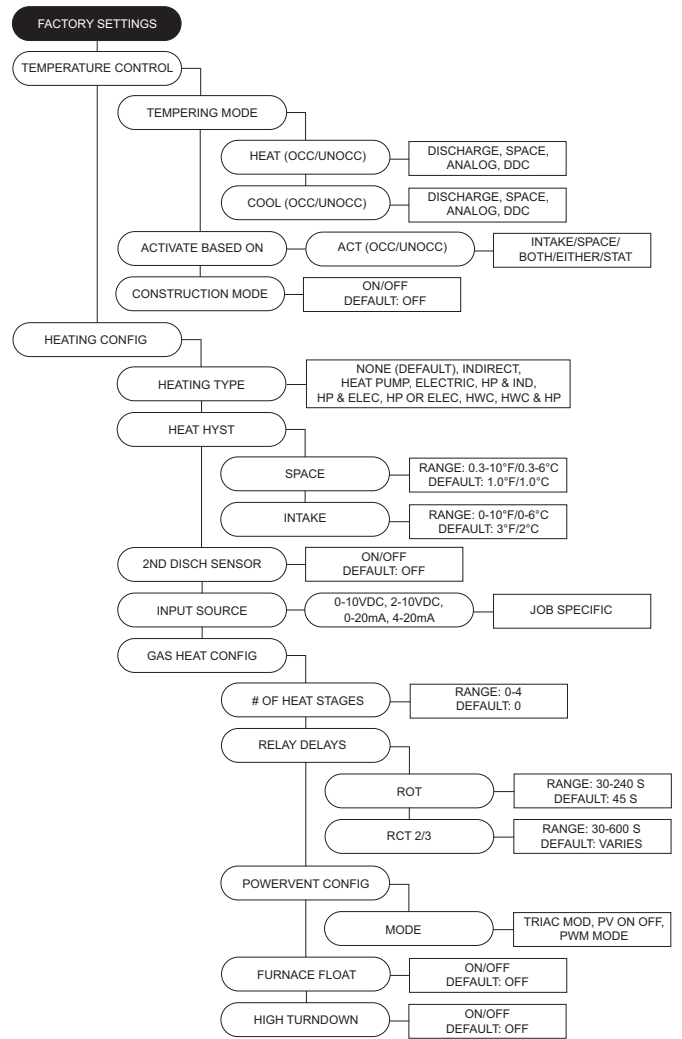 FACTORY SETTINGS
TEMPERATURE CONTROL
TEMPERING MODE
HEAT (OCC/UNOCC)
DISCHARGE, SPACE,
ANALOG, DDC
COOL (OCC/UNOCC)
DISCHARGE, SPACE,
ANALOG, DDC
ACTIVATE BASED ON
ACT (OCC/UNOCC)
INTAKE/SPACE/
BOTH/EITHER/STAT
CONSTRUCTION MODE
ON/OFF
DEFAULT: OFF
HEATING CONFIG
HEATING TYPE
NONE (DEFAULT), INDIRECT,
HEAT PUMP, ELECTRIC, HP & IND,
HP & ELEC, HP OR ELEC, HWC, HWC & HP
HEAT HYST
SPACE
RANGE: 0.3-10°F/0.3-6°C
DEFAULT: 1.0°F/1.0°C
INTAKE
RANGE: 0-10°F/0-6°C
DEFAULT: 3°F/2°C
2ND DISCH SENSOR
ON/OFF
DEFAULT: OFF
INPUT SOURCE
0-10VDC, 2-10VDC,
0-20mA, 4-20mA
JOB SPECIFIC
GAS HEAT CONFIG
# OF HEAT STAGES
RANGE: 0-4
DEFAULT: 0
RELAY DELAYS
ROT
RANGE: 30-240 S
DEFAULT: 45 S
RCT 2/3
RANGE: 30-600 S
DEFAULT: VARIES
POWERVENT CONFIG
MODE
TRIAC MOD, PV ON OFF,
PWM MODE
FURNACE FLOAT
ON/OFF
DEFAULT: OFF
HIGH TURNDOWN
ON/OFF
DEFAULT: OFF